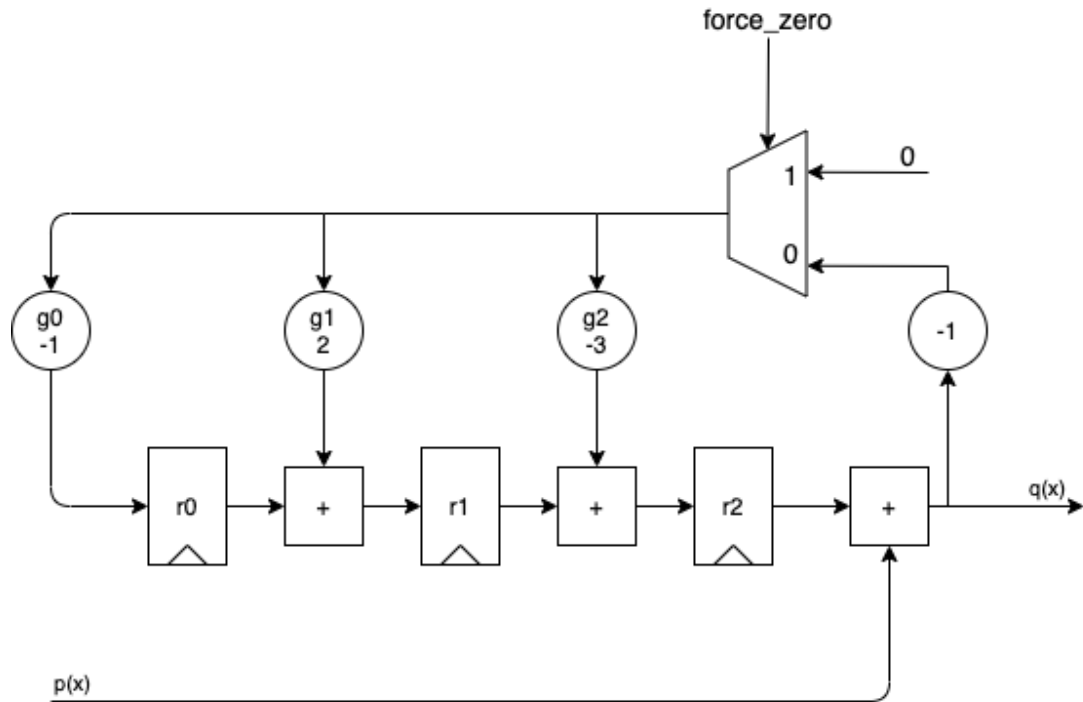 force_zero
0
1
0
g0
-1
g1
2
g2
-3
-1
r0
+
r1
+
r2
+
q(x)
p(x)